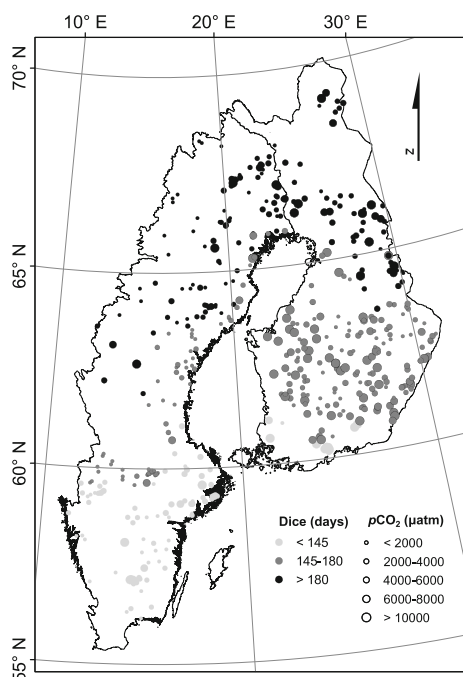 10° E 20° E 30° E
70° N
N
65° N
60° N
Dice (days) pCO₂ (µatm)
< 145 < 2000
145-180 2000-4000
> 180 4000-6000
6000-8000
> 10000
55° N